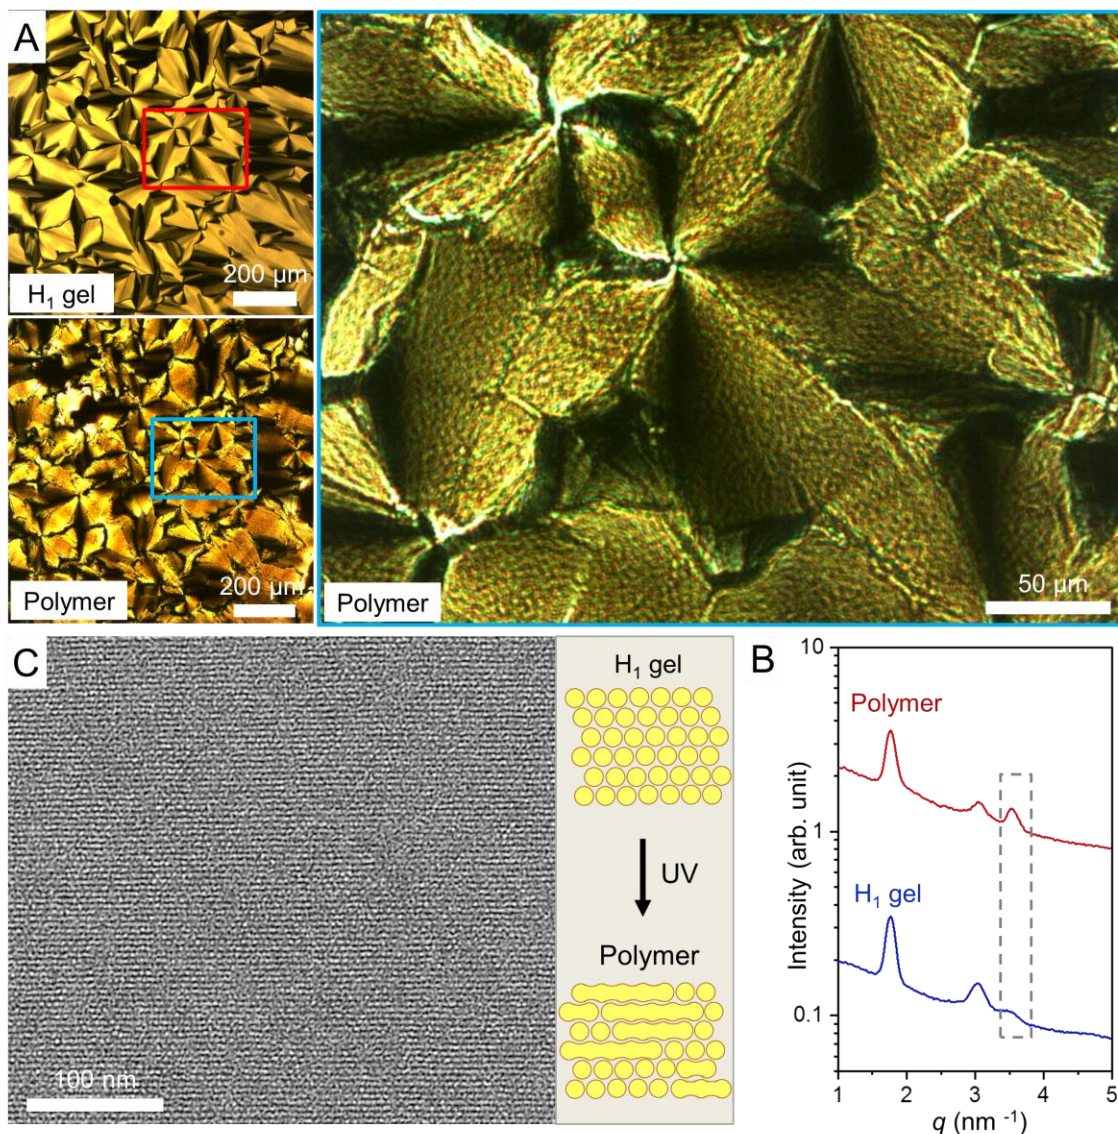 A
H₁ gel
200 μm
Polymer
200 μm
Polymer
50 μm
C
100 nm
H₁ gel
UV
Polymer
B
Intensity (arb. unit)
10
1
0.1
Polymer
H₁ gel
1
2
3
4
5
q (nm ⁻¹)